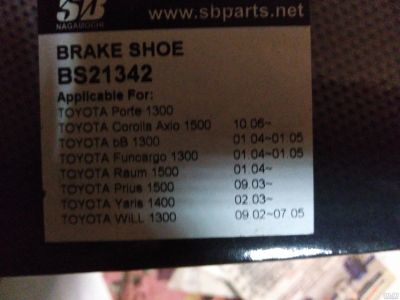 SB
www.sbparts.net
NAGAMOCHI
BRAKE SHOE
BS21342
Applicable For:
TOYOTA Porte 1300
TOYOTA Corolla Axio 1500 10.06~
TOYOTA bB 1300 01.04~01.05
TOYOTA Funcargo 1300 01.04~01.05
TOYOTA Raum 1500 01.04~
TOYOTA Prius 1500 09.03~
TOYOTA Yaris 1400 02.03~
TOYOTA WiLL 1300 09.02~07.05